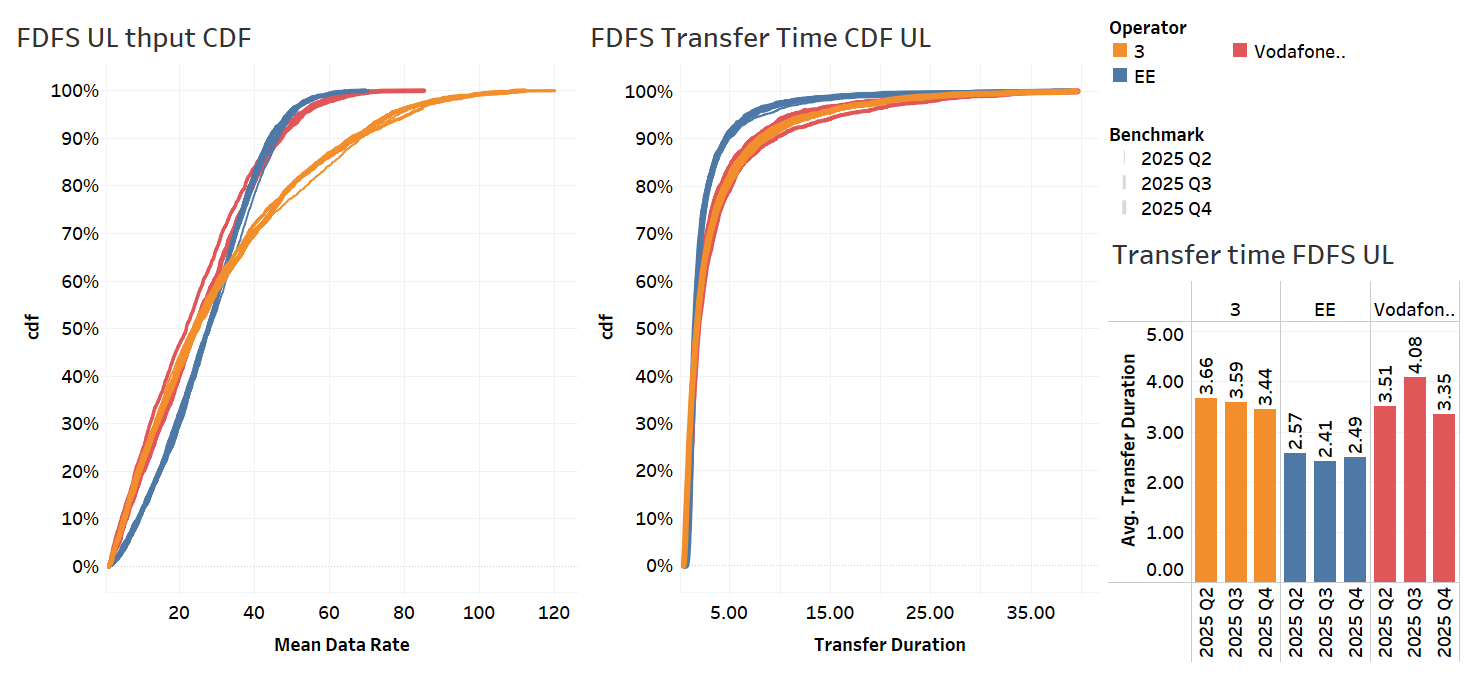 FDFS UL thput CDF
100%
90%
80%
70%
60%
50%
40%
30%
20%
10%
0%
cdf
20 40 60 80 100 120
Mean Data Rate
FDFS Transfer Time CDF UL
100%
90%
80%
70%
60%
50%
40%
30%
20%
10%
0%
cdf
5.00 15.00 25.00 35.00
Transfer Duration
Operator
3 Vodafone..
EE
Benchmark
2025 Q2
2025 Q3
2025 Q4
Transfer time FDFS UL
3 EE Vodafon..
5.00
4.00
3.00
2.00
1.00
0.00
Avg. Transfer Duration
3.66 3.59 3.44 2.57 2.41 2.49 3.51 4.08 3.35
2025 Q2 2025 Q3 2025 Q4 2025 Q2 2025 Q3 2025 Q4 2025 Q2 2025 Q3 2025 Q4